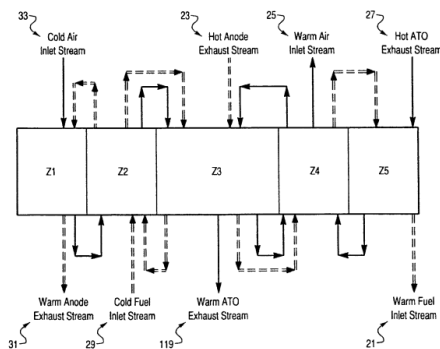 33
Cold Air
Inlet Stream
23
Hot Anode
Exhaust Stream
25
Warm Air
Inlet Stream
27
Hot ATO
Exhaust Stream
Z1
Z2
Z3
Z4
Z5
Warm Anode
Exhaust Stream
31
Cold Fuel
Inlet Stream
29
Warm ATO
Exhaust Stream
119
Warm Fuel
Inlet Stream
21